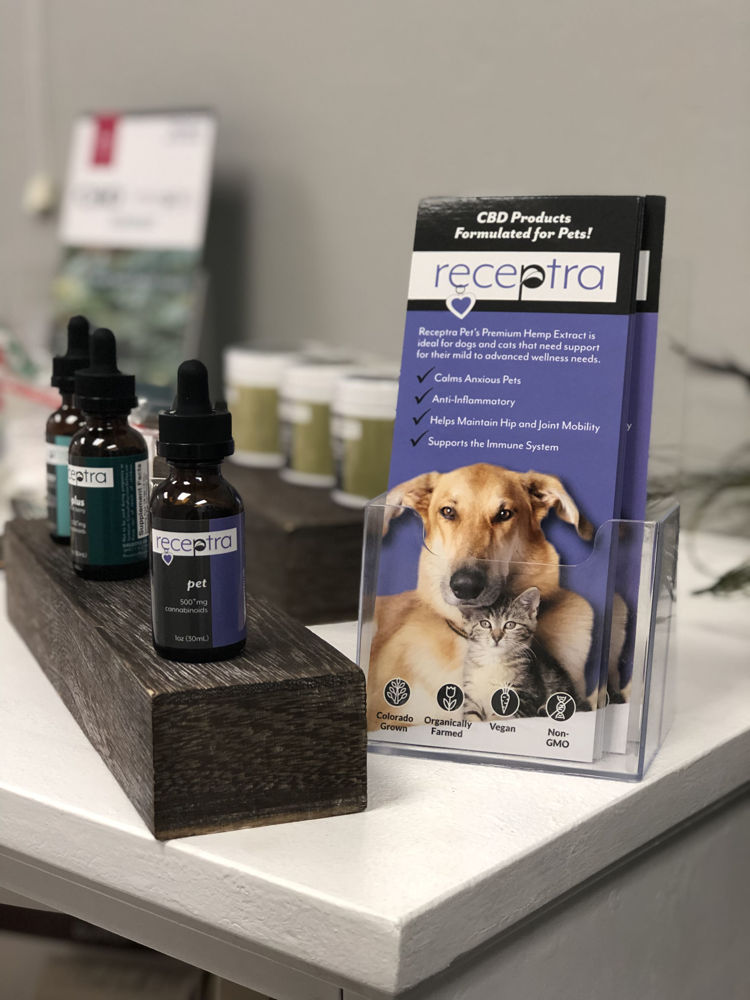 CBD Products
Formulated for Pets!
receptra
Receptra Pet's Premium Hemp Extract is
ideal for dogs and cats that need support
for their mild to advanced wellness needs.
Calms Anxious Pets
Anti-Inflammatory
Helps Maintain Hip and Joint Mobility
Supports the Immune System
Colorado
Grown
Organically
Farmed
Vegan
Non-
GMO
y
receptra
pet
500+mg
cannabinoids
1oz (30mL)
ceptra
plus
CBD